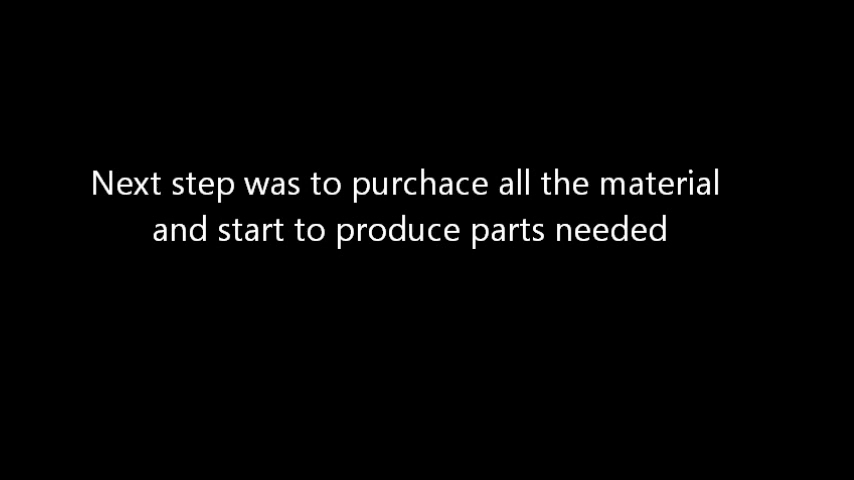 Next step was to purchace all the material
and start to produce parts needed